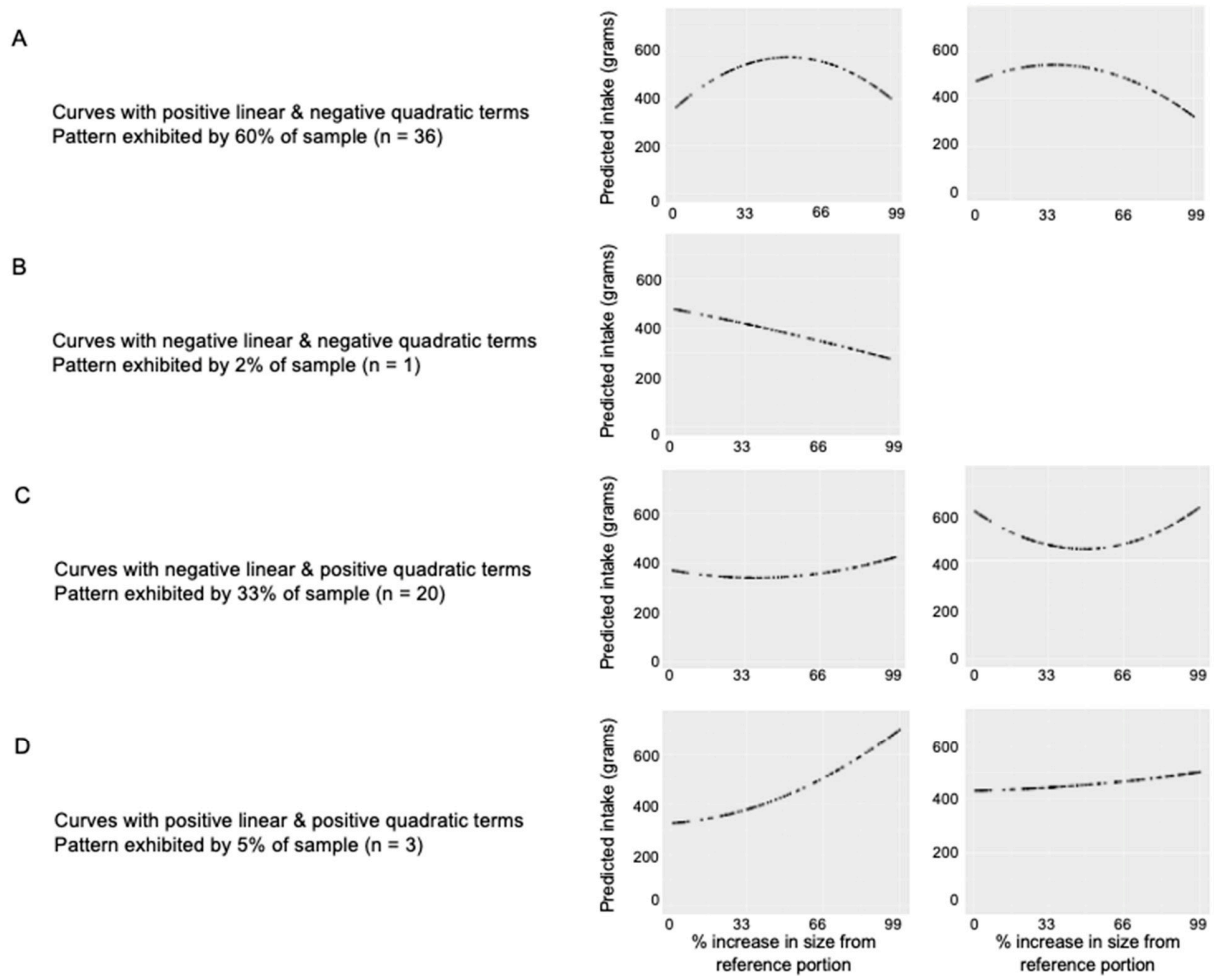 A
Curves with positive linear & negative quadratic terms
Pattern exhibited by 60% of sample (n = 36)
Predicted intake (grams)
600
400
200
0
0 33 66 99
600
400
200
0
0 33 66 99
B
Curves with negative linear & negative quadratic terms
Pattern exhibited by 2% of sample (n = 1)
Predicted intake (grams)
600
400
200
0
0 33 66 99
C
Curves with negative linear & positive quadratic terms
Pattern exhibited by 33% of sample (n = 20)
Predicted intake (grams)
600
400
200
0
0 33 66 99
600
400
200
0
0 33 66 99
D
Curves with positive linear & positive quadratic terms
Pattern exhibited by 5% of sample (n = 3)
Predicted intake (grams)
600
400
200
0
0 33 66 99
% increase in size from
reference portion
600
400
200
0
0 33 66 99
% increase in size from
reference portion